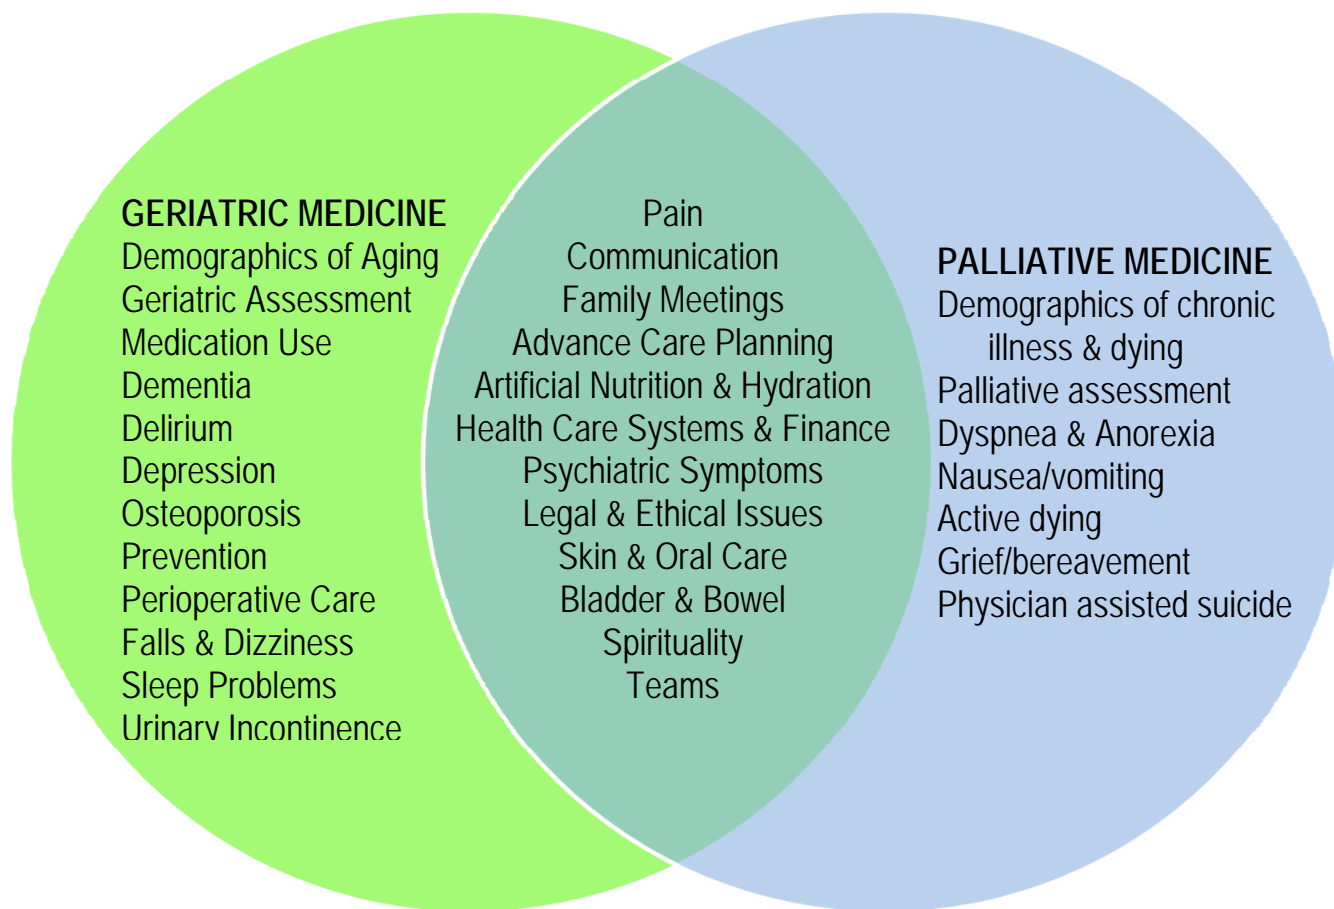 GERIATRIC MEDICINE
Demographics of Aging
Geriatric Assessment
Medication Use
Dementia
Delirium
Depression
Osteoporosis
Prevention
Perioperative Care
Falls & Dizziness
Sleep Problems
Urinary Incontinence
Pain
Communication
Family Meetings
Advance Care Planning
Artificial Nutrition & Hydration
Health Care Systems & Finance
Psychiatric Symptoms
Legal & Ethical Issues
Skin & Oral Care
Bladder & Bowel
Spirituality
Teams
PALLIATIVE MEDICINE
Demographics of chronic
illness & dying
Palliative assessment
Dyspnea & Anorexia
Nausea/vomiting
Active dying
Grief/bereavement
Physician assisted suicide